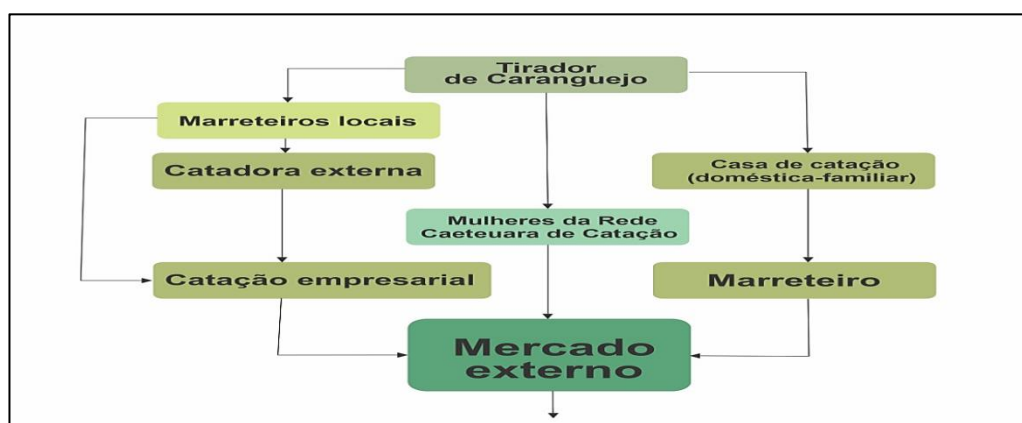 Tirador
de Caranguejo
Marreteiros locais
Catadora externa
Casa de catação
(doméstica-familiar)
Mulheres da Rede
Caeteuara de Catação
Catação empresarial
Marreteiro
Mercado
externo